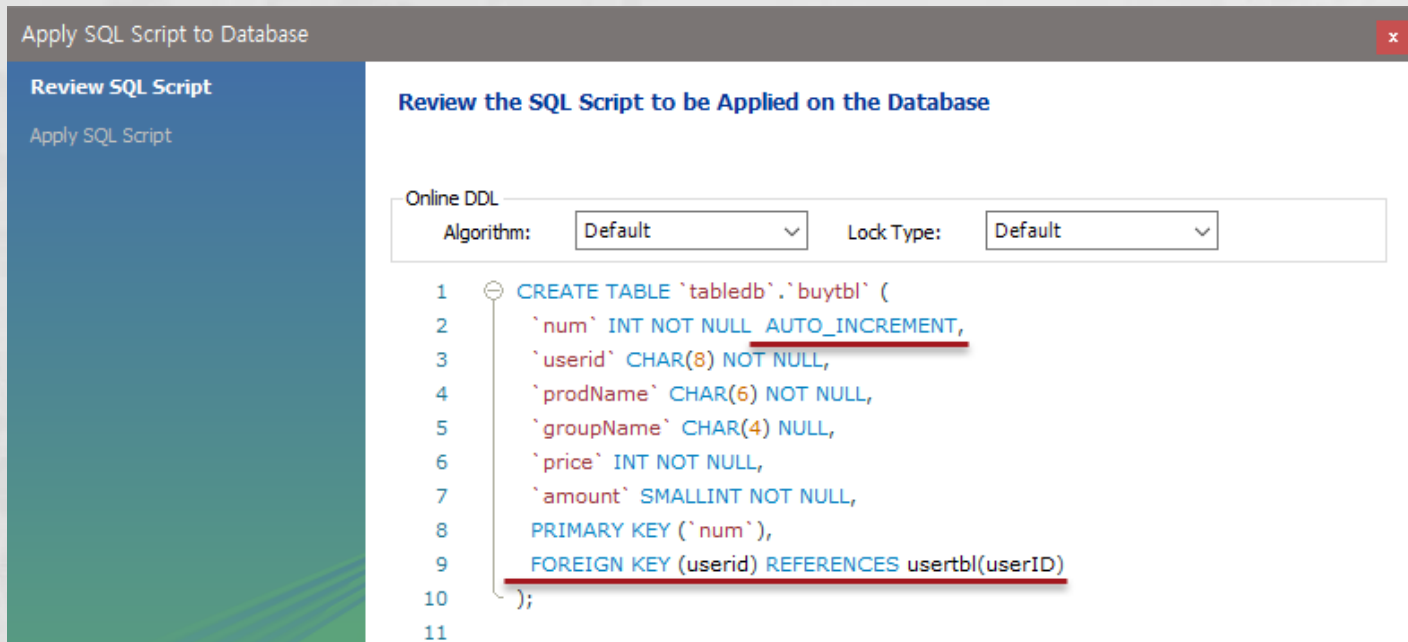 Apply SQL Script to Database
x
Review SQL Script
Apply SQL Script
Review the SQL Script to be Applied on the Database
Online DDL
Algorithm: Default Lock Type: Default
1 CREATE TABLE `tabledb`.`buytbl` (
2 `num` INT NOT NULL AUTO_INCREMENT,
3 `userid` CHAR(8) NOT NULL,
4 `prodName` CHAR(6) NOT NULL,
5 `groupName` CHAR(4) NULL,
6 `price` INT NOT NULL,
7 `amount` SMALLINT NOT NULL,
8 PRIMARY KEY (`num`),
9 FOREIGN KEY (userid) REFERENCES usertbl(userID)
10 );
11